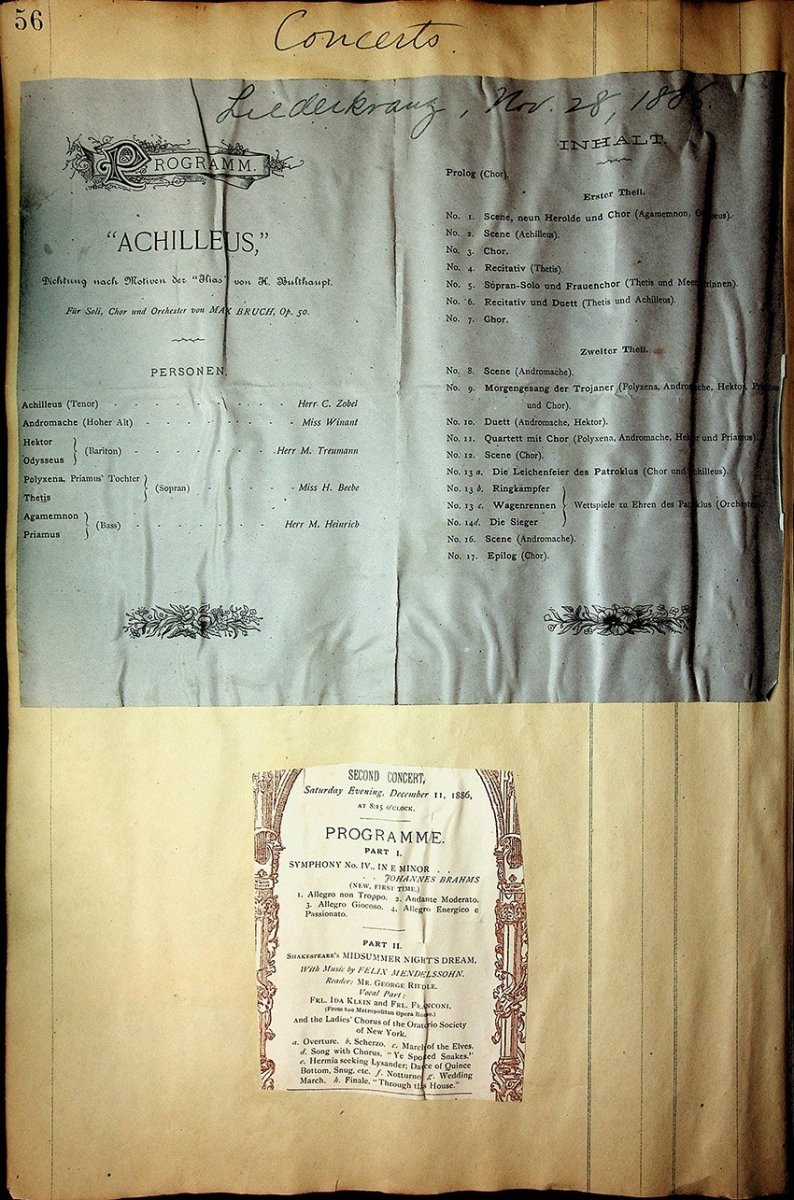 56
Concerts.
Liederkranz, Nov. 28, 1886.
PROGRAMM.
"ACHILLEUS,"
Dichtung nach Motiven der "Ilias" von H. Bulthaupt.
Für Soli, Chor und Orchester von MAX BRUCH, Op. 50.
PERSONEN.
Achilleus (Tenor) - - - Herr C. Zobel
Andromache (Hoher Alt) - - - Miss Winant
Hektor
Odysseus } (Bariton) - - - Herr M. Treumann
Polyxena, Priamus' Tochter
Thetis } (Sopran) - - - Miss H. Beebe
Agamemnon
Priamus } (Bass) - - - Herr M. Heinrich
INHALT.
Prolog (Chor).
Erster Theil.
No. 1. Scene, neun Herolde und Chor (Agamemnon,
No. 2. Scene (Achilleus).
No. 3. Chor.
No. 4. Recitativ (Thetis).
No. 5. Sopran-Solo und Frauenchor (Thetis und
No. 6. Recitativ und Duett (Thetis und Achilleus).
No. 7. Chor.
Zweiter Theil.
No. 8. Scene (Andromache).
No. 9. Morgengesang der Trojaner (Polyxena, Andromache, Hektor,
und Chor).
No. 10. Duett (Andromache, Hektor).
No. 11. Quartett mit Chor (Polyxena, Andromache, Hektor und Priamus).
No. 12. Scene (Chor).
No. 13 a. Die Leichenfeier des Patroklus (Chor und Achilleus).
No. 13 b. Ringkämpfer
No. 13 c. Wagenrennen } Wettspiele zu Ehren des Patroklus (Orchester).
No. 14d. Die Sieger
No. 16. Scene (Andromache).
No. 17. Epilog (Chor).
SECOND CONCERT,
Saturday Evening, December 11, 1886,
AT 8:15 O'CLOCK.
PROGRAMME.
PART I.
SYMPHONY No. IV., IN E MINOR . .
. . JOHANNES BRAHMS
(NEW, FIRST TIME.)
1. Allegro non Troppo. 2. Andante Moderato.
3. Allegro Giocoso. 4. Allegro Energico e
Passionato.
PART II.
SHAKESPEARE'S MIDSUMMER NIGHT'S DREAM.
With Music by FELIX MENDELSSOHN.
Reader: MR. GEORGE RIDDLE.
Vocal Part:
FRL. IDA KLEIN and FRL. FRANCONI.
(From the Metropolitan Opera House.)
And the Ladies' Chorus of the Oratorio Society
of New York.
a. Overture. b. Scherzo. c. March of the Elves.
d. Song with Chorus, "Ye Spotted Snakes."
e. Hermia seeking Lysander; Dance of Quince
Bottom, Snug, etc. f. Notturno g. Wedding
March. h. Finale, "Through this House."